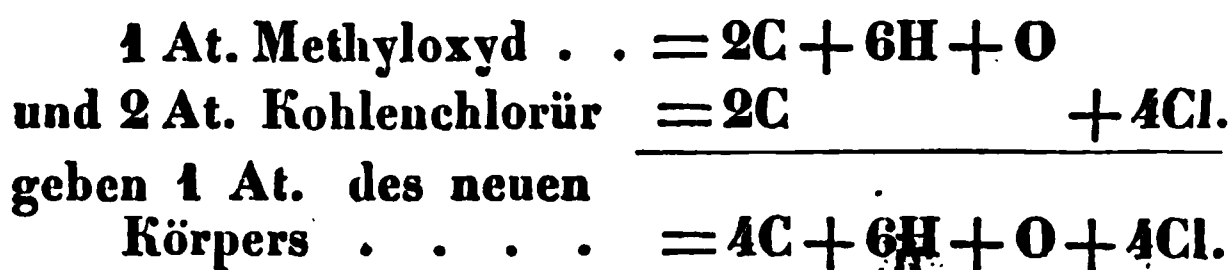 1 At. Methyloxyd . . = 2C + 6H + O
und 2 At. Kohlenchlorür = 2C + 4Cl.
geben 1 At. des neuen
Körpers . . . . = 4C + 6H + O + 4Cl.